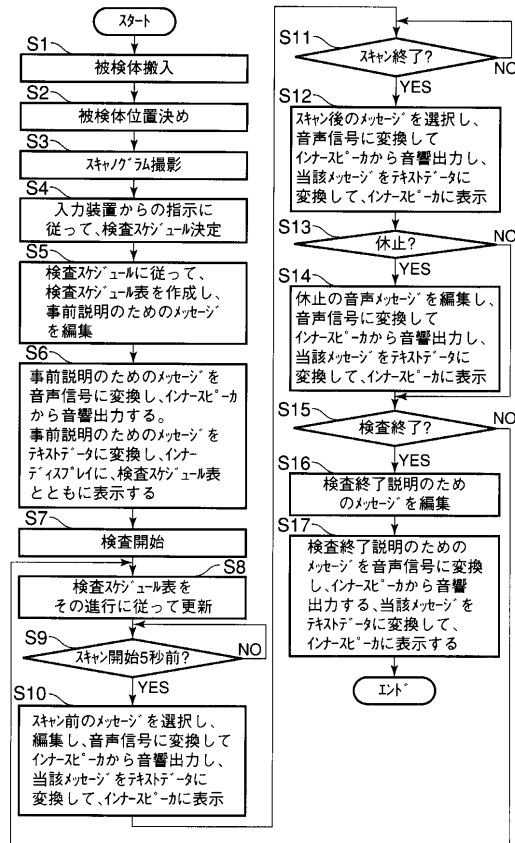 スタート
S1
被検体搬入
S2
被検体位置決め
S3
スキャノグラム撮影
S4
入力装置からの指示に
従って、検査スケジュール決定
S5
検査スケジュールに従って、
検査スケジュール表を作成し、
事前説明のためのメッセージ
を編集
S6
事前説明のためのメッセージを
音声信号に変換し、インナースピーカ
から音響出力する。
事前説明のためのメッセージを
テキストデータに変換し、インナー
ディスプレイに、検査スケジュール表
とともに表示する
S7
検査開始
S8
検査スケジュール表を
その進行に従って更新
S9
スキャン開始5秒前?
NO
YES
S10
スキャン前のメッセージを選択し、
編集し、音声信号に変換して
インナースピーカから音響出力し、
当該メッセージをテキストデータに
変換して、インナースピーカに表示
S11
スキャン終了?
NO
YES
S12
スキャン後のメッセージを選択し、
音声信号に変換して
インナースピーカから音響出力し、
当該メッセージをテキストデータに
変換して、インナースピーカに表示
S13
休止?
NO
YES
S14
休止の音声メッセージを編集し、
音声信号に変換して
インナースピーカから音響出力し、
当該メッセージをテキストデータに
変換して、インナースピーカに表示
S15
検査終了?
NO
YES
S16
検査終了説明のため
のメッセージを編集
S17
検査終了説明のための
メッセージを音声信号に変換
し、インナースピーカから音響
出力する、当該メッセージを
テキストデータに変換して、
インナースピーカに表示する
エンド